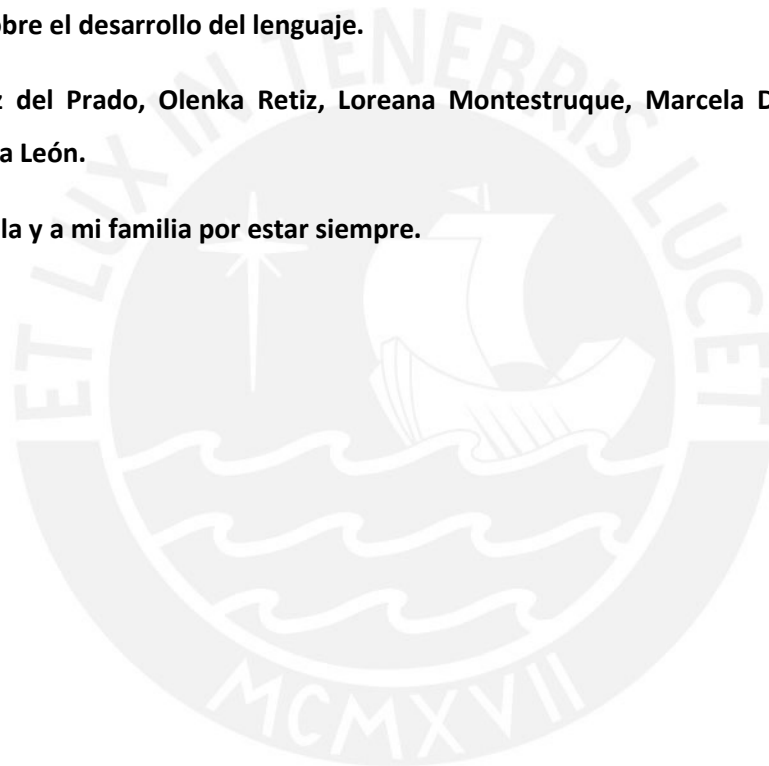 bre el desarrollo del lenguaje.
z del Prado, Olenka Retiz, Loreana Montestruque, Marcela D
a León.
la y a mi familia por estar siempre.
ET LUX IN TENEBRIS LUCET
MCMXVII